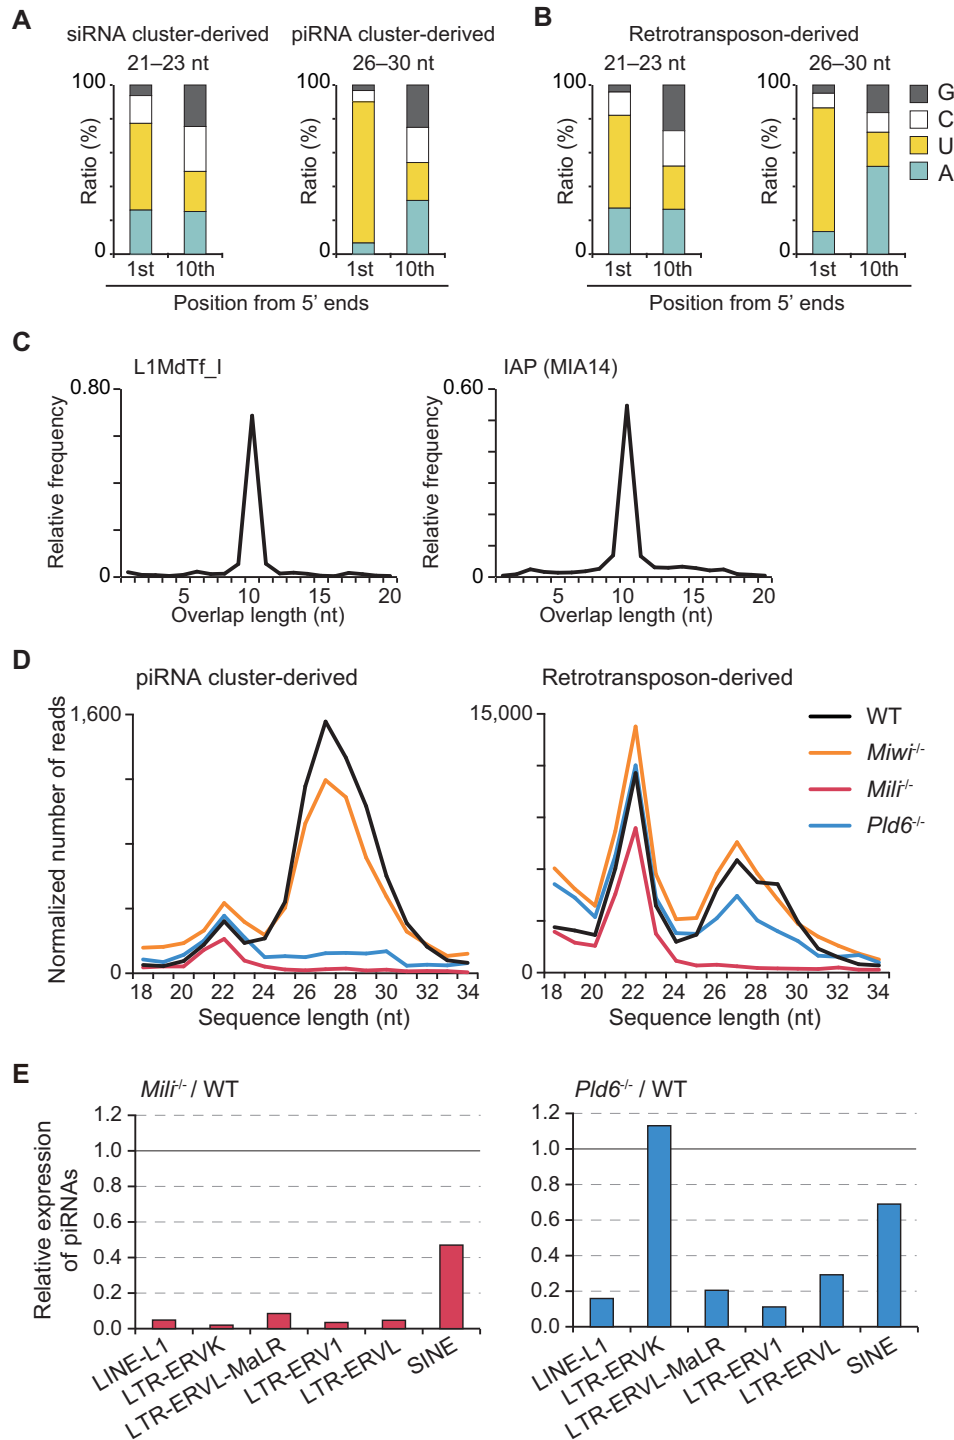 A
siRNA cluster-derived
21–23 nt
piRNA cluster-derived
26–30 nt
Ratio (%)
100
0
1st
10th
Ratio (%)
100
0
1st
10th
Position from 5’ ends
B
Retrotransposon-derived
21–23 nt
26–30 nt
Ratio (%)
100
0
1st
10th
Ratio (%)
100
0
1st
10th
Position from 5’ ends
G
C
U
A
C
L1MdTf_I
Relative frequency
0.80
0
5
10
15
20
Overlap length (nt)
IAP (MIA14)
Relative frequency
0.60
0
5
10
15
20
Overlap length (nt)
D
piRNA cluster-derived
Normalized number of reads
1,600
0
18 20 22 24 26 28 30 32 34
Sequence length (nt)
Retrotransposon-derived
15,000
0
18 20 22 24 26 28 30 32 34
Sequence length (nt)
WT
Miwi-/-
Mili-/-
Pld6-/-
E
Mili-/- / WT
Relative expression
of piRNAs
1.2
1.0
0.8
0.6
0.4
0.2
0.0
LINE-L1
LTR-ERVK
LTR-ERVL-MaLR
LTR-ERV1
LTR-ERVL
SINE
Pld6-/- / WT
1.2
1.0
0.8
0.6
0.4
0.2
0.0
LINE-L1
LTR-ERVK
LTR-ERVL-MaLR
LTR-ERV1
LTR-ERVL
SINE